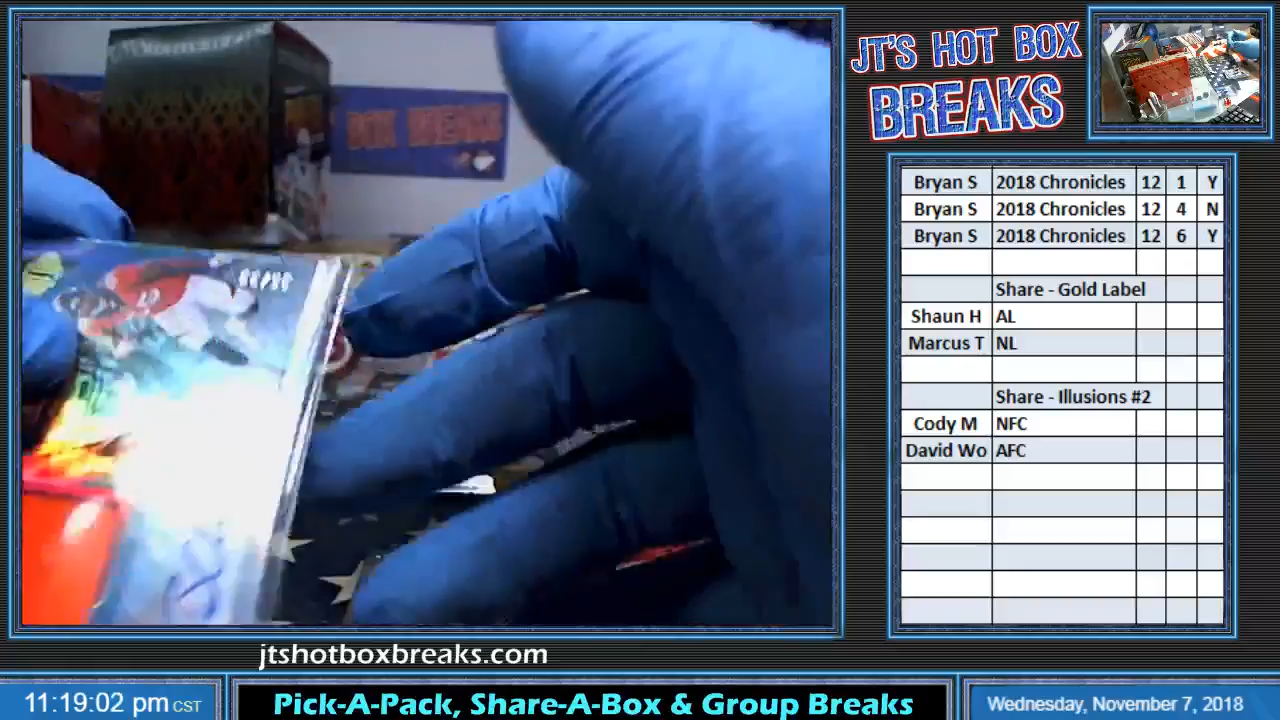 BOX BREAKS
JT'S HOT BOX
BREAKS
Bryan S 2018 Chronicles 12 1 Y
Bryan S 2018 Chronicles 12 4 N
Bryan S 2018 Chronicles 12 6 Y
Share - Gold Label
Shaun H AL
Marcus T NL
Share - Illusions #2
Cody M NFC
David Wo AFC
jtshotboxbreaks.com
11:19:02 pm CST
Pick-A-Pack, Share-A-Box & Group Breaks
Wednesday, November 7, 2018